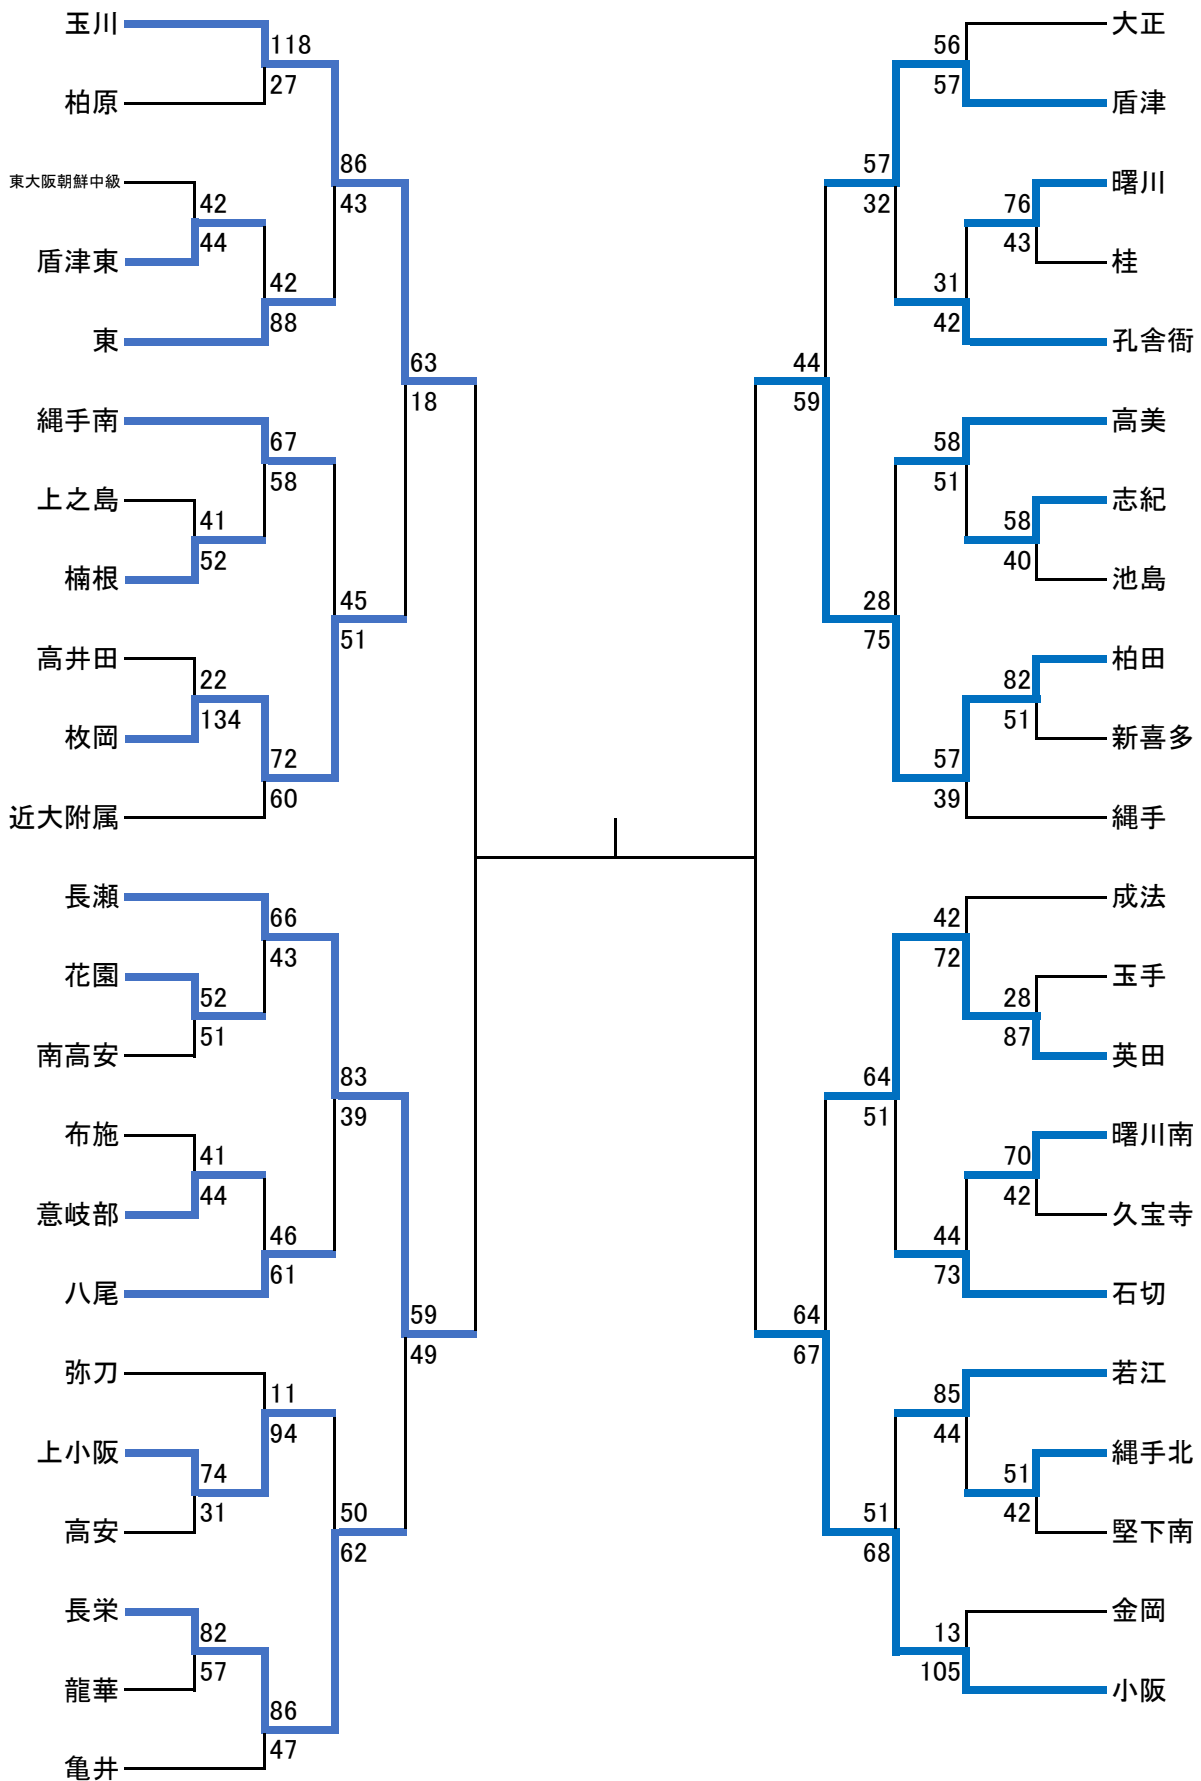 玉川
118
27
柏原
86
43
東大阪朝鮮中級
42
44
盾津東
42
88
東
63
18
縄手南
67
58
上之島
41
52
楠根
45
51
高井田
22
134
枚岡
72
60
近大附属
長瀬
66
43
花園
52
51
南高安
83
39
布施
41
44
意岐部
46
61
八尾
59
49
弥刀
11
94
上小阪
74
31
高安
50
62
長栄
82
57
龍華
86
47
亀井
大正
56
57
盾津
57
32
曙川
76
43
桂
31
42
孔舎衙
44
59
高美
58
51
志紀
58
40
池島
28
75
柏田
82
51
新喜多
57
39
縄手
成法
42
72
玉手
28
87
英田
64
51
曙川南
70
42
久宝寺
44
73
石切
64
67
若江
85
44
縄手北
51
42
堅下南
51
68
金岡
13
105
小阪